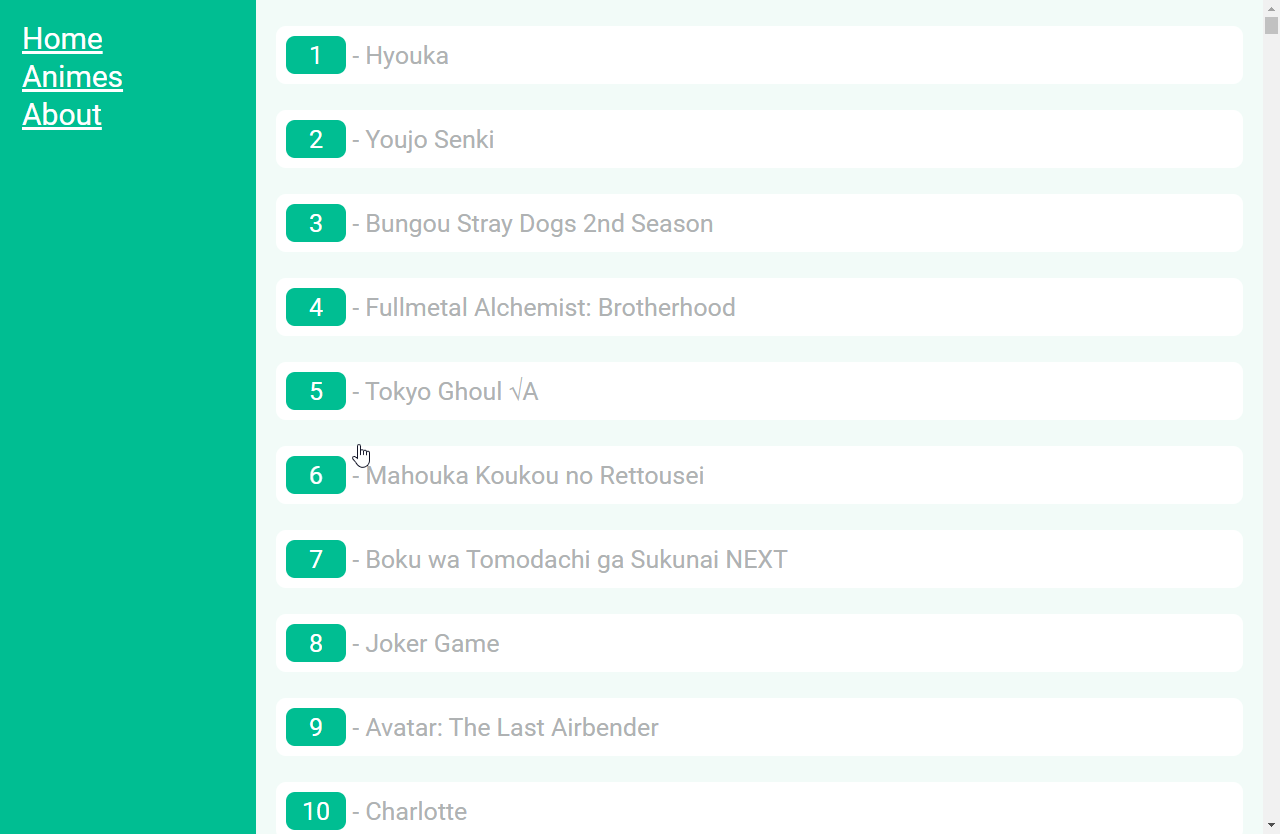 Home
Animes
About
1 - Hyouka
2 - Youjo Senki
3 - Bungou Stray Dogs 2nd Season
4 - Fullmetal Alchemist: Brotherhood
5 - Tokyo Ghoul √A
6 - Mahouka Koukou no Rettousei
7 - Boku wa Tomodachi ga Sukunai NEXT
8 - Joker Game
9 - Avatar: The Last Airbender
10 - Charlotte